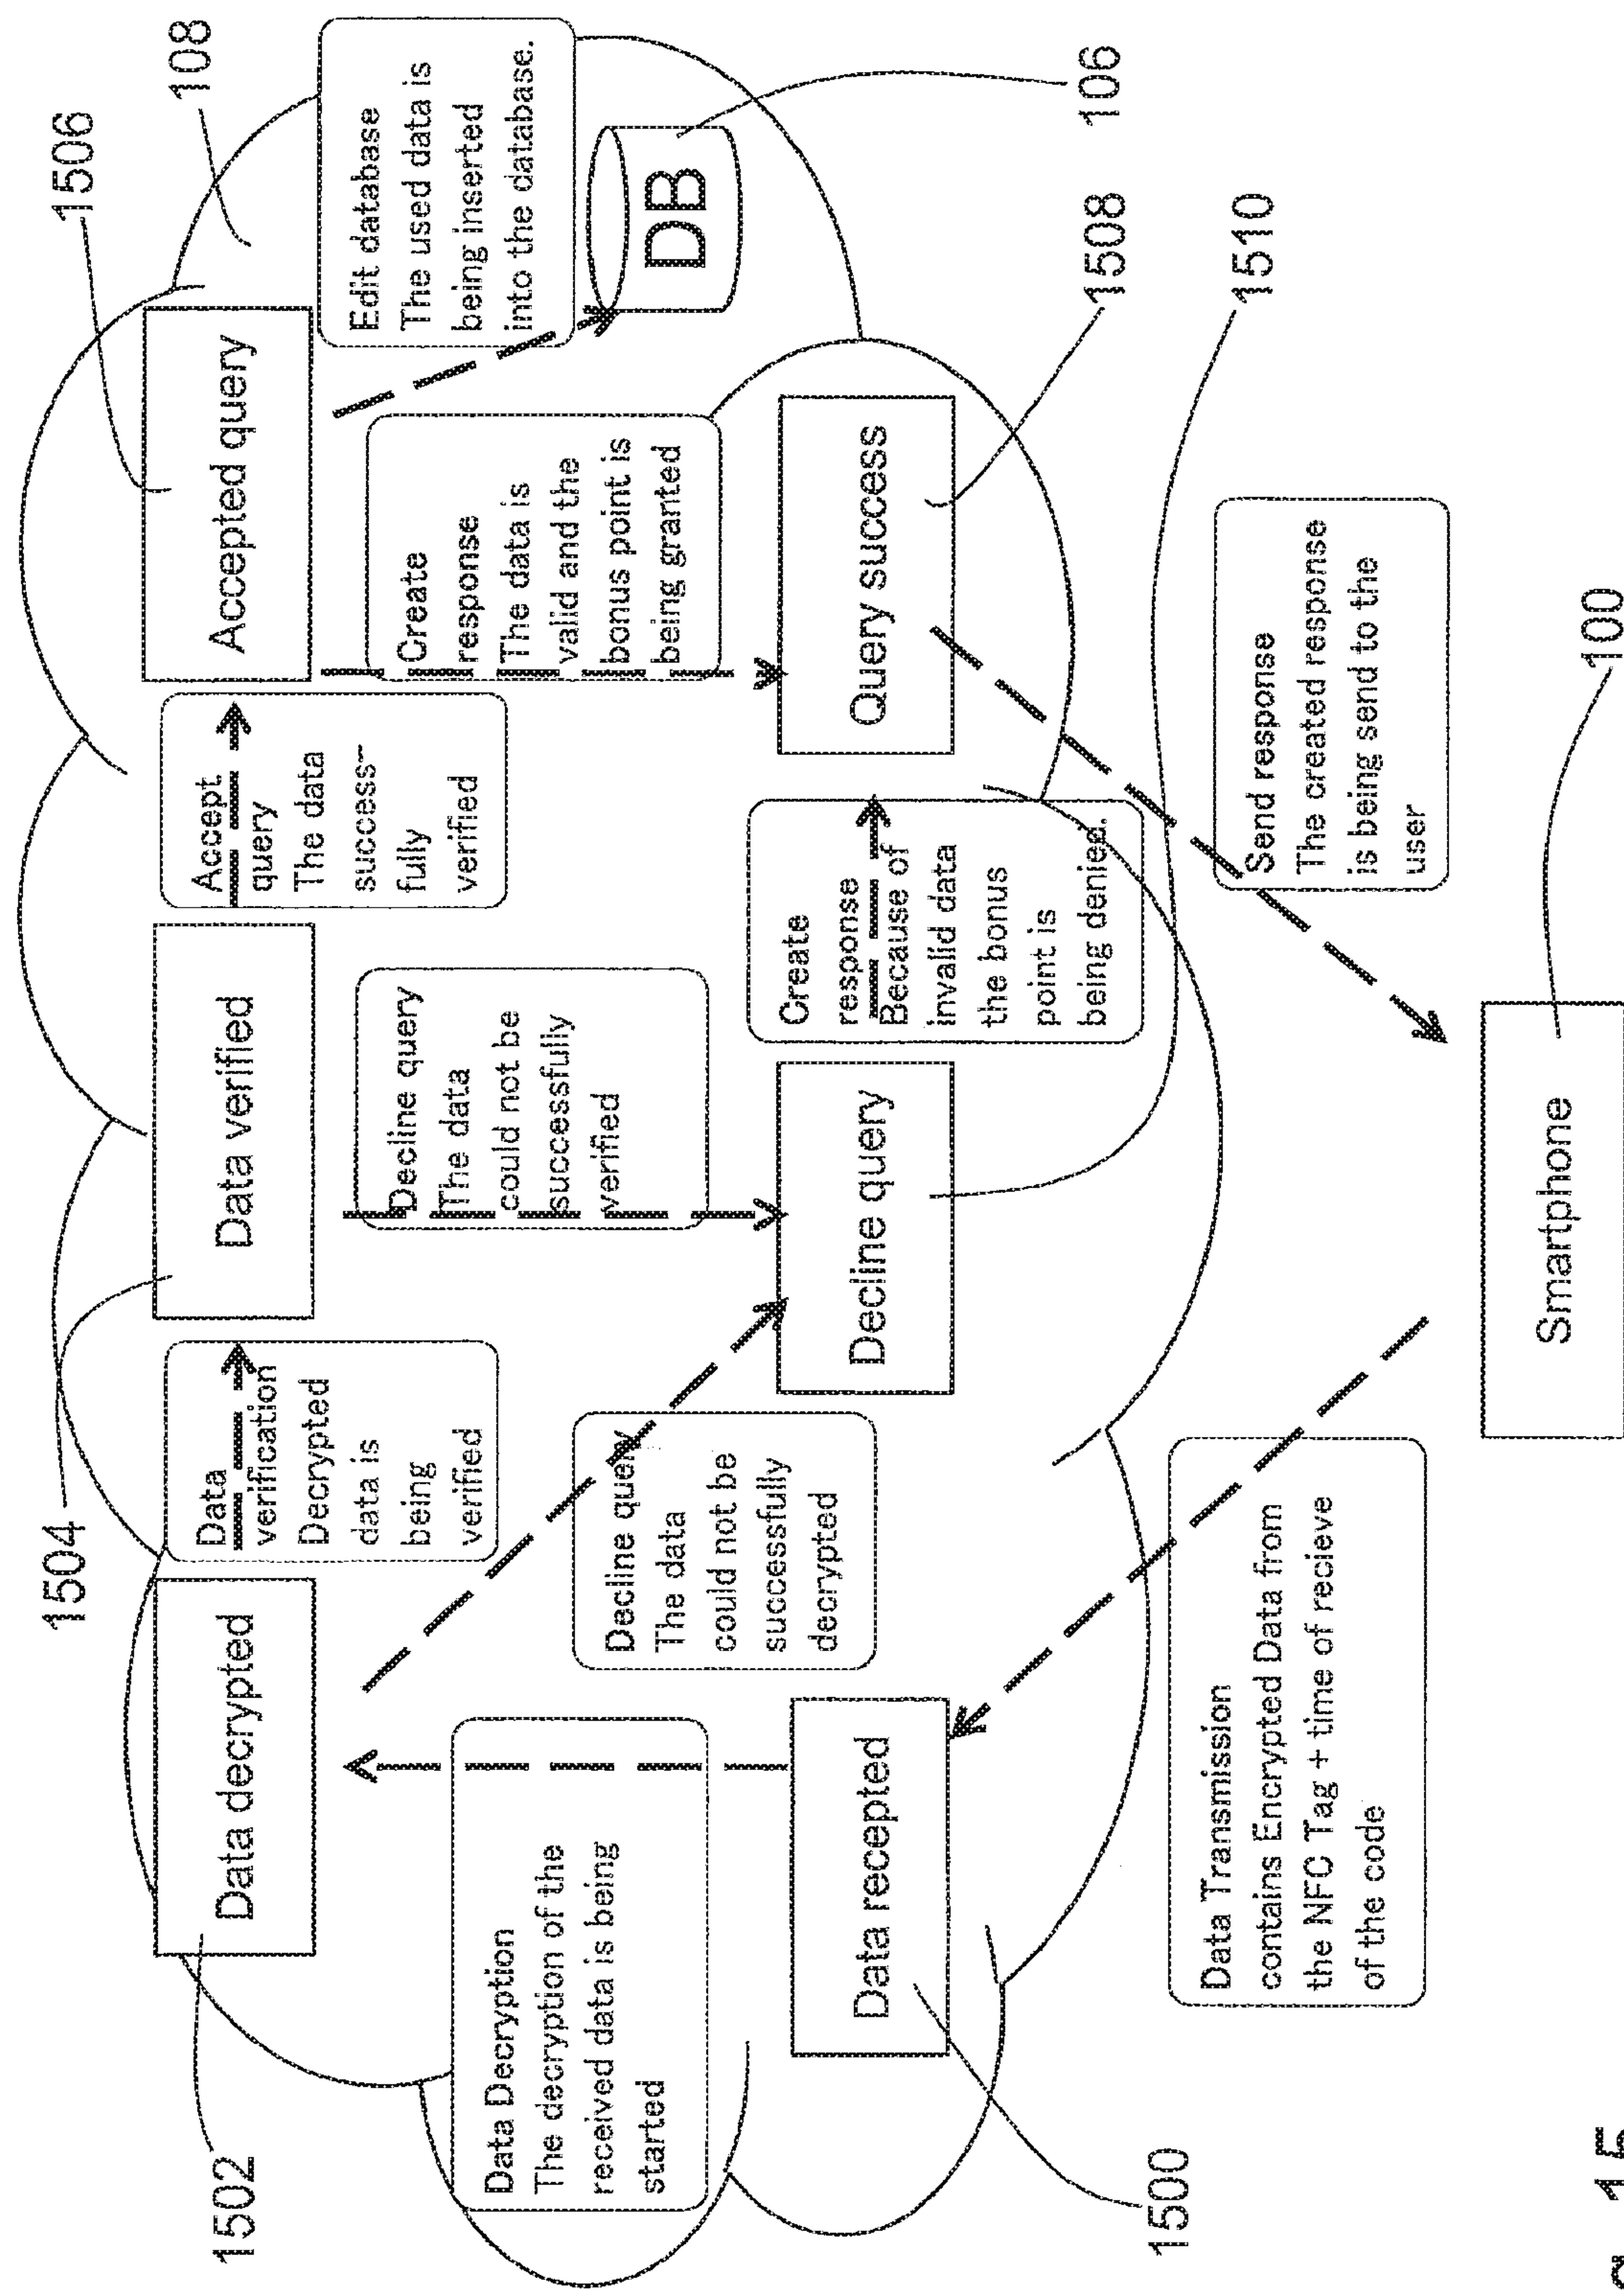 1502
1504
1506
108
Data decrypted
Data
verification
Decrypted
data is
being
verified
Data verified
Accept
query
The data
success-
fully
verified
Accepted query
Edit database
The used data is
being inserted
into the database.
DB
106
Data Decryption
The decryption of the
received data is being
started
Decline query
The data
could not be
successfully
decrypted
Decline query
The data
could not be
successfully
verified
Create
response
The data is
valid and the
bonus point is
being granted
Data recepted
Decline query
Create
response
Because of
invalid data
the bonus
point is
being denied.
Query success
1508
1510
1500
Data Transmission
contains Encrypted Data from
the NFC Tag + time of recieve
of the code
Send response
The created response
is being send to the
user
Smartphone
100
15